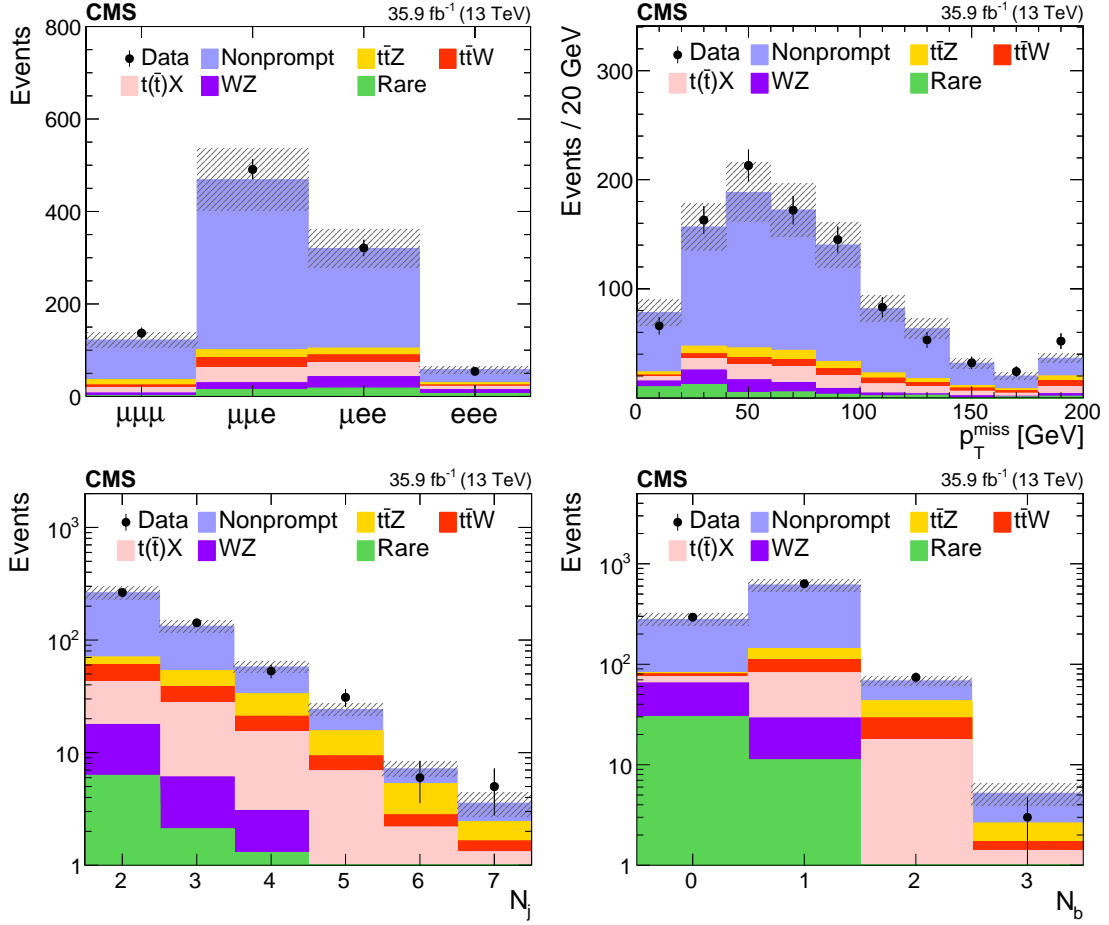 CMS 35.9 fb⁻¹ (13 TeV)
Events
800
600
400
200
0
Data Nonprompt tt̄Z tt̄W
t(t̄)X WZ Rare
μμμμ μμe μee eee
CMS 35.9 fb⁻¹ (13 TeV)
Events / 20 GeV
300
200
100
0
Data Nonprompt tt̄Z tt̄W
t(t̄)X WZ Rare
0 50 100 150 200
p_T^miss [GeV]
CMS 35.9 fb⁻¹ (13 TeV)
Events
10³
10²
10
1
Data Nonprompt tt̄Z tt̄W
t(t̄)X WZ Rare
2 3 4 5 6 7
N_j
CMS 35.9 fb⁻¹ (13 TeV)
Events
10³
10²
10
1
Data Nonprompt tt̄Z tt̄W
t(t̄)X WZ Rare
0 1 2 3
N_b